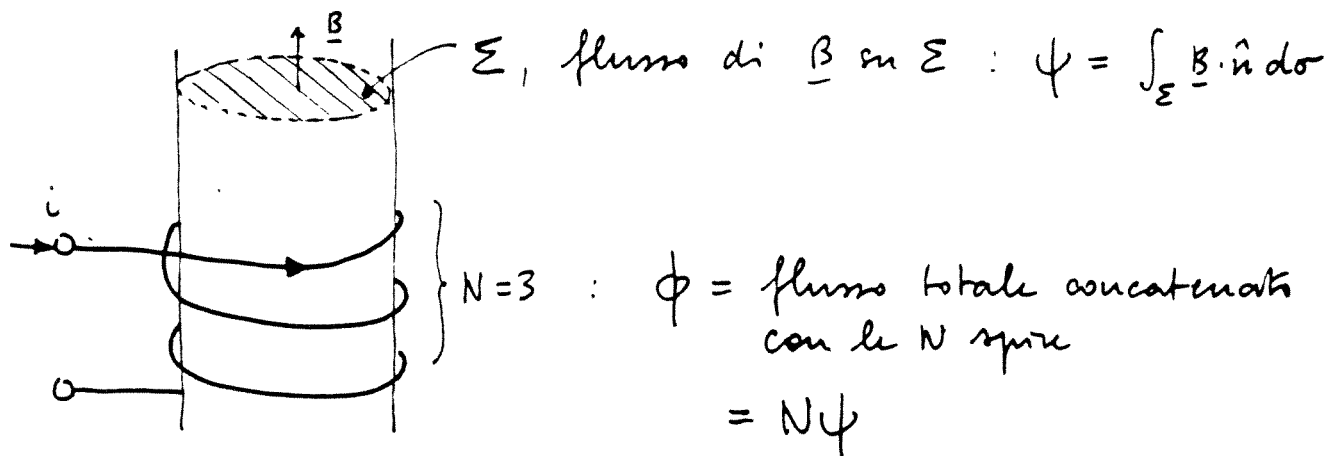 B
Σ, flusso di B su Σ : ψ = ∫_Σ B · n̂ dσ
i
N = 3 : ϕ = flusso totale concatenato
con le N spire
= Nψ